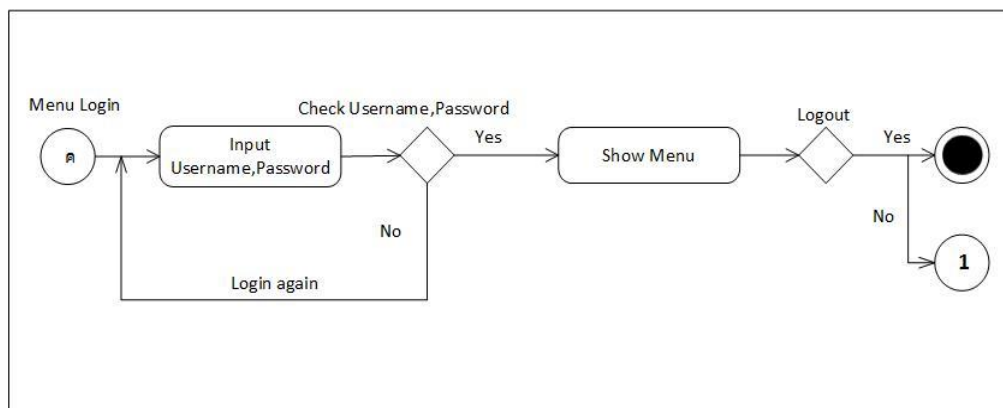 Menu Login
ค
Input
Username,Password
Check Username,Password
Yes
No
Login again
Show Menu
Logout
Yes
No
1